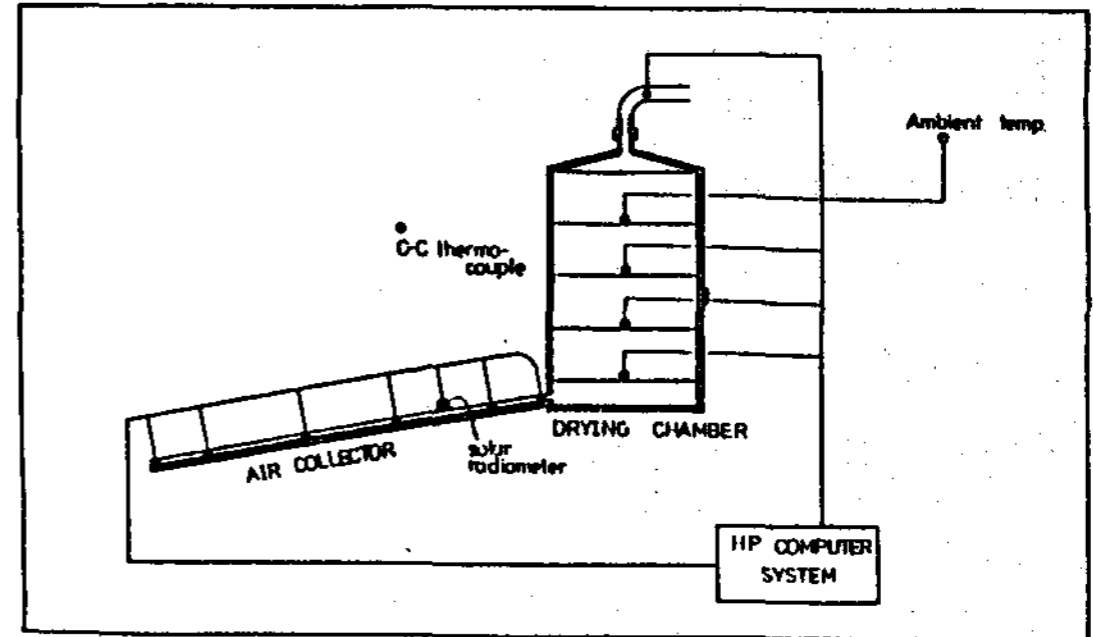 Ambient temp.
C-C thermo-
couple
DRYING CHAMBER
AIR COLLECTOR
solar
radiometer
HP COMPUTER
SYSTEM